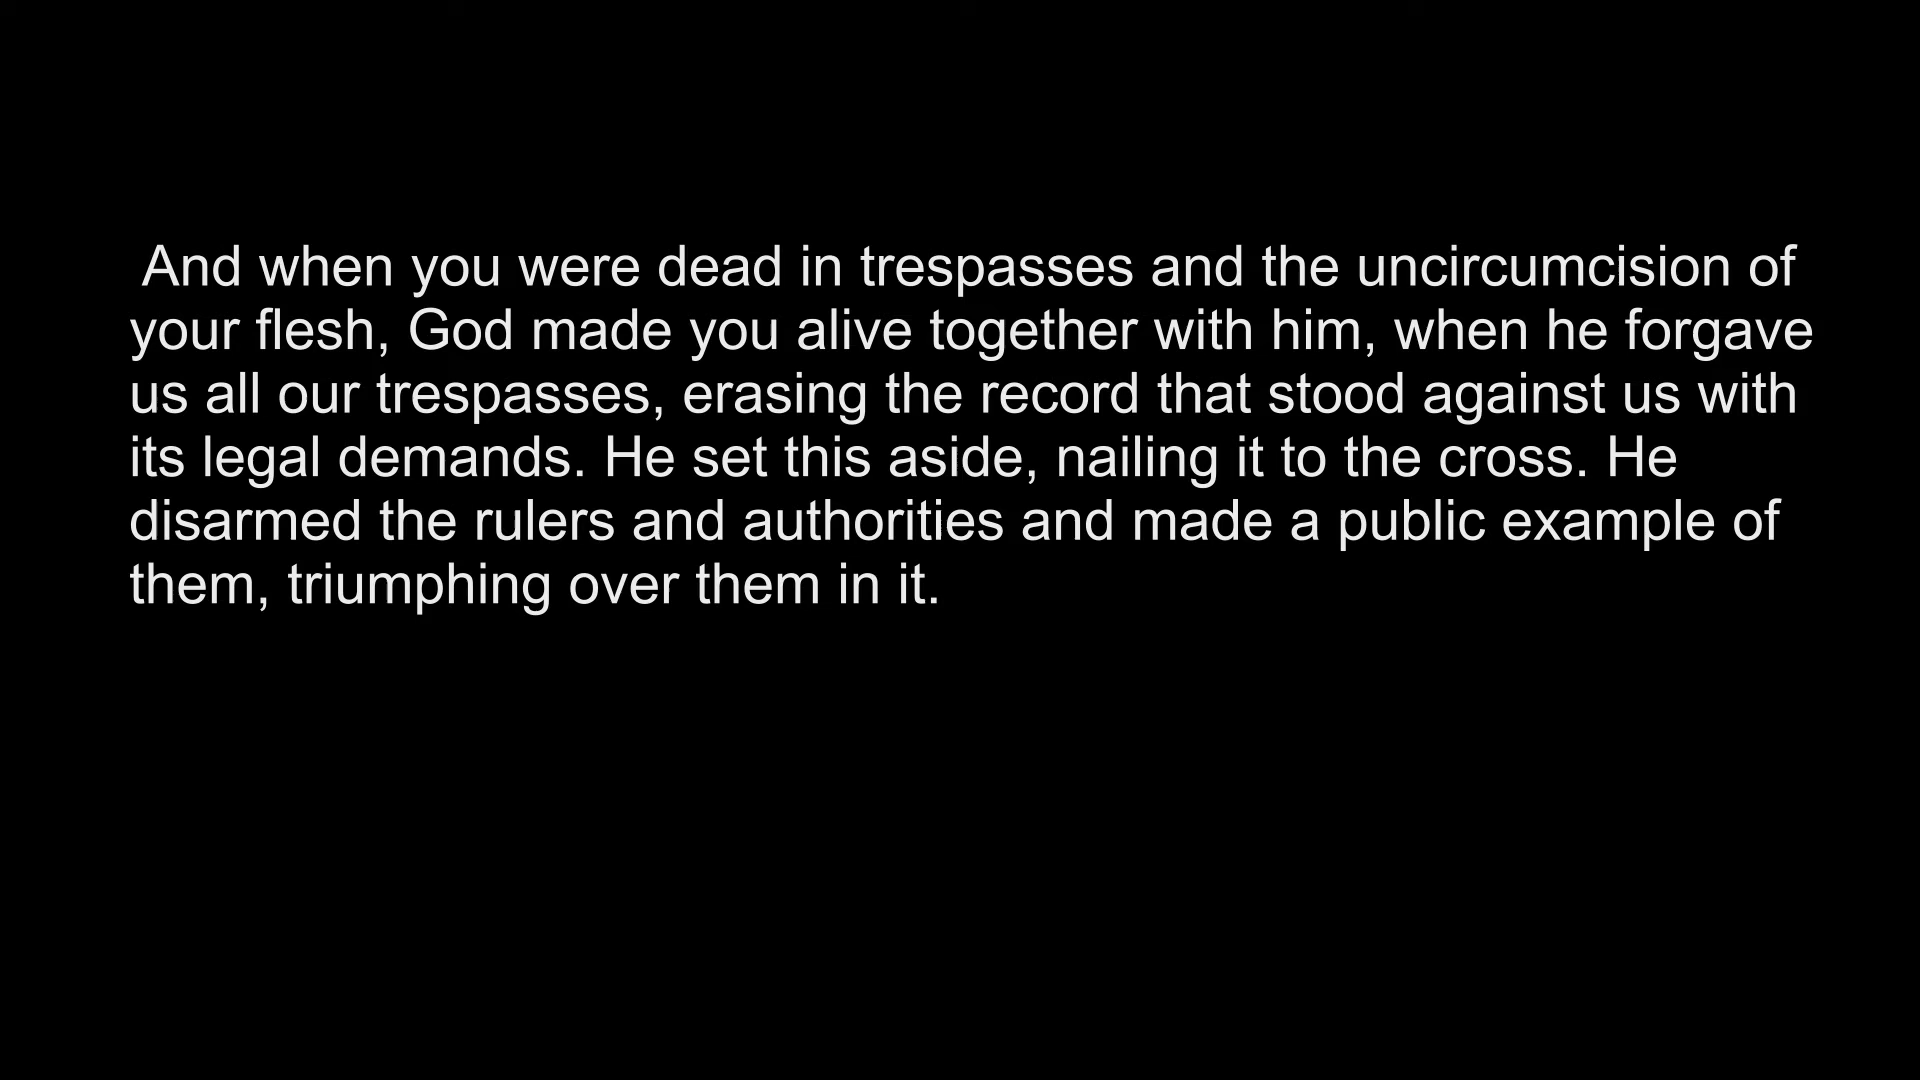 And when you were dead in trespasses and the uncircumcision of
your flesh, God made you alive together with him, when he forgave
us all our trespasses, erasing the record that stood against us with
its legal demands. He set this aside, nailing it to the cross. He
disarmed the rulers and authorities and made a public example of
them, triumphing over them in it.